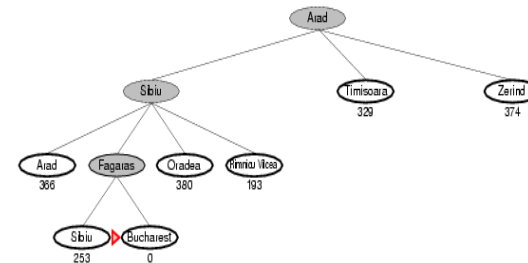 Arad
Sibiu
Timisoara
Zerind
329
374
Arad
Fagaras
Oradea
Rimnicu Vilcea
366
380
193
Sibiu
Bucharest
253
0